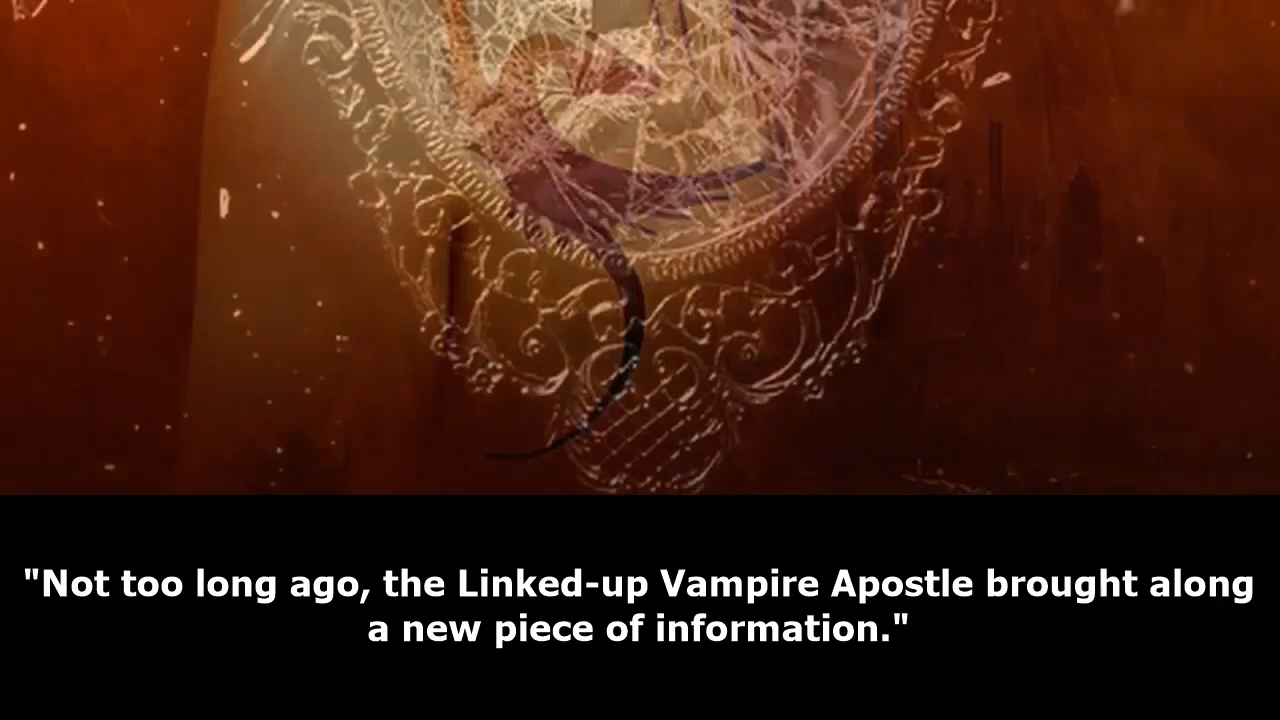 "Not too long ago, the Linked-up Vampire Apostle brought along
a new piece of information."